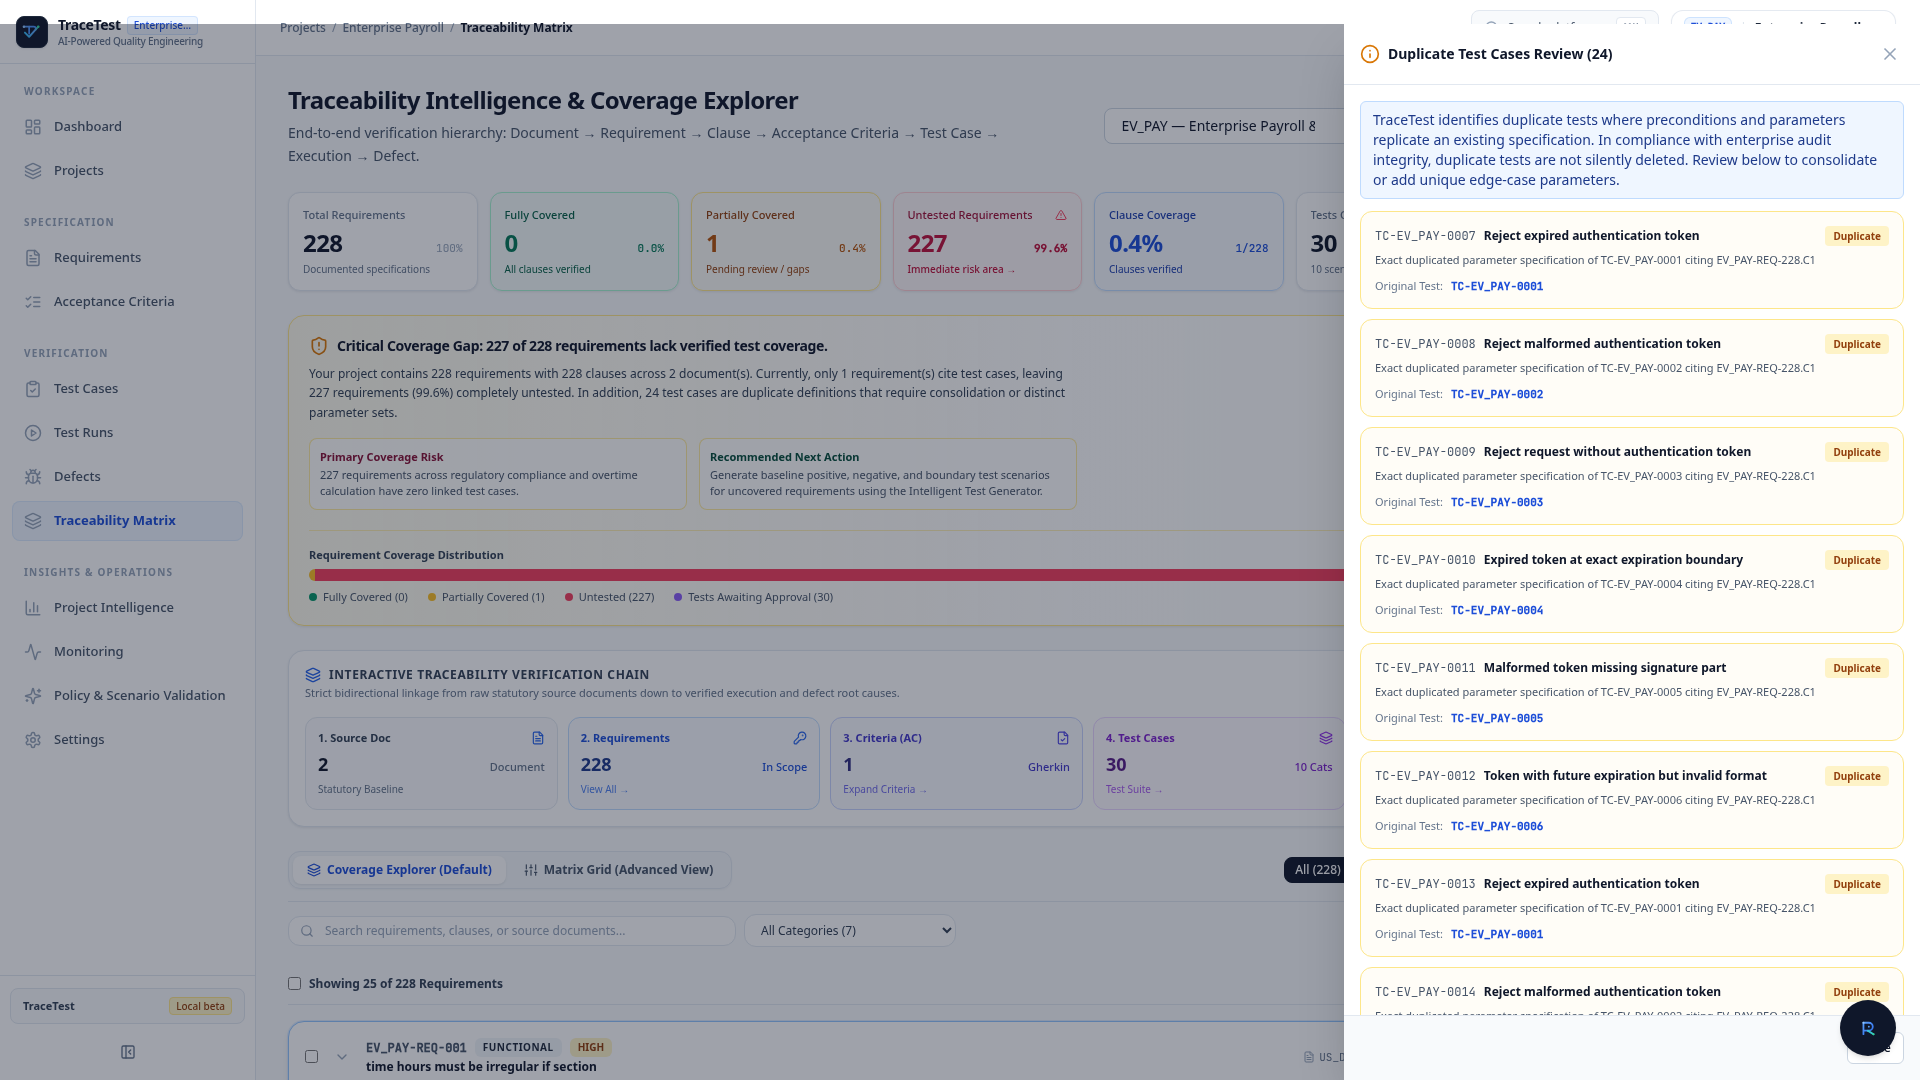 TraceTest Enterprise...
AI-Powered Quality Engineering
WORKSPACE
Dashboard
Projects
SPECIFICATION
Requirements
Acceptance Criteria
VERIFICATION
Test Cases
Test Runs
Defects
Traceability Matrix
INSIGHTS & OPERATIONS
Project Intelligence
Monitoring
Policy & Scenario Validation
Settings
TraceTest Local beta
Projects / Enterprise Payroll / Traceability Matrix
Traceability Intelligence & Coverage Explorer
End-to-end verification hierarchy: Document → Requirement → Clause → Acceptance Criteria → Test Case →
Execution → Defect.
EV_PAY — Enterprise Payroll &
Total Requirements
228 100%
Documented specifications
Fully Covered
0 0.0%
All clauses verified
Partially Covered
1 0.4%
Pending review / gaps
Untested Requirements
227 99.6%
Immediate risk area →
Clause Coverage
0.4% 1/228
Clauses verified
Tests
30
10
Critical Coverage Gap: 227 of 228 requirements lack verified test coverage.
Your project contains 228 requirements with 228 clauses across 2 document(s). Currently, only 1 requirement(s) cite test cases, leaving
227 requirements (99.6%) completely untested. In addition, 24 test cases are duplicate definitions that require consolidation or distinct
parameter sets.
Primary Coverage Risk
227 requirements across regulatory compliance and overtime
calculation have zero linked test cases.
Recommended Next Action
Generate baseline positive, negative, and boundary test scenarios
for uncovered requirements using the Intelligent Test Generator.
Requirement Coverage Distribution
Fully Covered (0) Partially Covered (1) Untested (227) Tests Awaiting Approval (30)
INTERACTIVE TRACEABILITY VERIFICATION CHAIN
Strict bidirectional linkage from raw statutory source documents down to verified execution and defect root causes.
1. Source Doc
2 Document
Statutory Baseline
2. Requirements
228 In Scope
View All →
3. Criteria (AC)
1 Gherkin
Expand Criteria →
4. Test Cases
30 10 Cats
Test Suite →
Coverage Explorer (Default) Matrix Grid (Advanced View) All (228)
Search requirements, clauses, or source documents... All Categories (7)
Showing 25 of 228 Requirements
EV_PAY-REQ-001 FUNCTIONAL HIGH
time hours must be irregular if section
Duplicate Test Cases Review (24)
TraceTest identifies duplicate tests where preconditions and parameters
replicate an existing specification. In compliance with enterprise audit
integrity, duplicate tests are not silently deleted. Review below to consolidate
or add unique edge-case parameters.
TC-EV_PAY-0007 Reject expired authentication token Duplicate
Exact duplicated parameter specification of TC-EV_PAY-0001 citing EV_PAY-REQ-228.C1
Original Test: TC-EV_PAY-0001
TC-EV_PAY-0008 Reject malformed authentication token Duplicate
Exact duplicated parameter specification of TC-EV_PAY-0002 citing EV_PAY-REQ-228.C1
Original Test: TC-EV_PAY-0002
TC-EV_PAY-0009 Reject request without authentication token Duplicate
Exact duplicated parameter specification of TC-EV_PAY-0003 citing EV_PAY-REQ-228.C1
Original Test: TC-EV_PAY-0003
TC-EV_PAY-0010 Expired token at exact expiration boundary Duplicate
Exact duplicated parameter specification of TC-EV_PAY-0004 citing EV_PAY-REQ-228.C1
Original Test: TC-EV_PAY-0004
TC-EV_PAY-0011 Malformed token missing signature part Duplicate
Exact duplicated parameter specification of TC-EV_PAY-0005 citing EV_PAY-REQ-228.C1
Original Test: TC-EV_PAY-0005
TC-EV_PAY-0012 Token with future expiration but invalid format Duplicate
Exact duplicated parameter specification of TC-EV_PAY-0006 citing EV_PAY-REQ-228.C1
Original Test: TC-EV_PAY-0006
TC-EV_PAY-0013 Reject expired authentication token Duplicate
Exact duplicated parameter specification of TC-EV_PAY-0001 citing EV_PAY-REQ-228.C1
Original Test: TC-EV_PAY-0001
TC-EV_PAY-0014 Reject malformed authentication token Duplicate